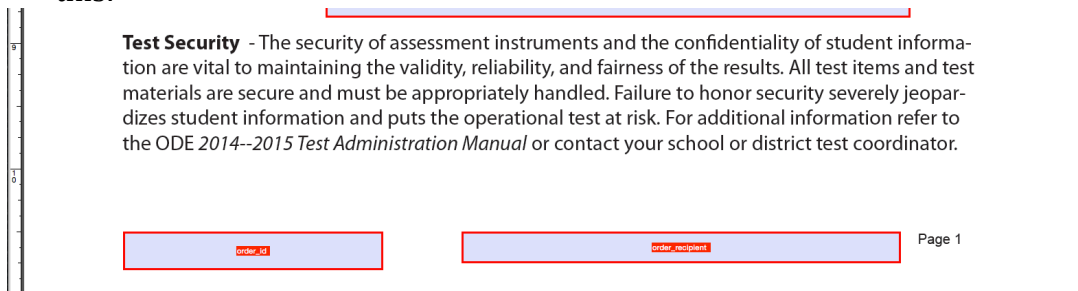 Test Security - The security of assessment instruments and the confidentiality of student informa-
tion are vital to maintaining the validity, reliability, and fairness of the results. All test items and test
materials are secure and must be appropriately handled. Failure to honor security severely jeopar-
dizes student information and puts the operational test at risk. For additional information refer to
the ODE 2014--2015 Test Administration Manual or contact your school or district test coordinator.
9
10
order_id
order_recipient
Page 1